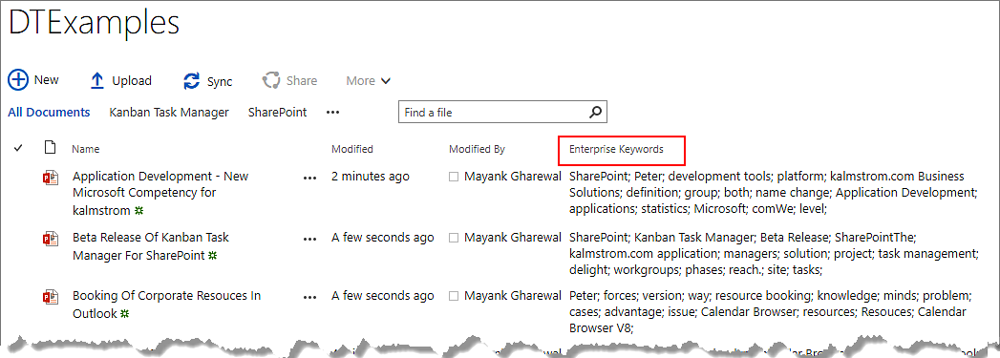 DTExamples
New Upload Sync Share More
All Documents Kanban Task Manager SharePoint ••• Find a file
Name Modified Modified By Enterprise Keywords
Application Development - New ••• 2 minutes ago Mayank Gharewal SharePoint; Peter; development tools; platform; kalmstrom.com Business
Microsoft Competency for Solutions; definition; group; both; name change; Application Development;
kalmstrom applications; statistics; Microsoft; comWe; level;
Beta Release Of Kanban Task ••• A few seconds ago Mayank Gharewal SharePoint; Kanban Task Manager; Beta Release; SharePointThe;
Manager For SharePoint kalmstrom.com application; managers; solution; project; task management;
delight; workgroups; phases; reach.; site; tasks;
Booking Of Corporate Resouces In ••• A few seconds ago Mayank Gharewal Peter; forces; version; way; resource booking; knowledge; minds; problem;
Outlook cases; advantage; issue; Calendar Browser; resources; Resouces; Calendar
Browser V8;